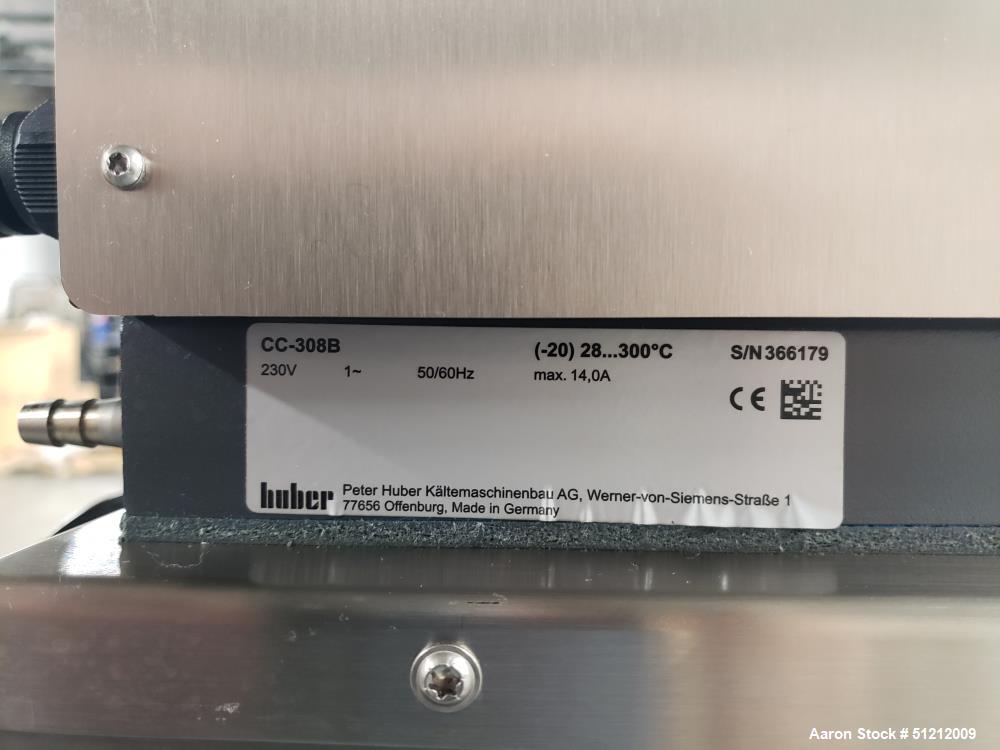 CC-308B (-20) 28...300°C S/N 366179
230V 1~ 50/60Hz max. 14,0A
CE
huber Peter Huber Kältemaschinenbau AG, Werner-von-Siemens-Straße 1
77656 Offenburg, Made in Germany
Aaron Stock # 51212009